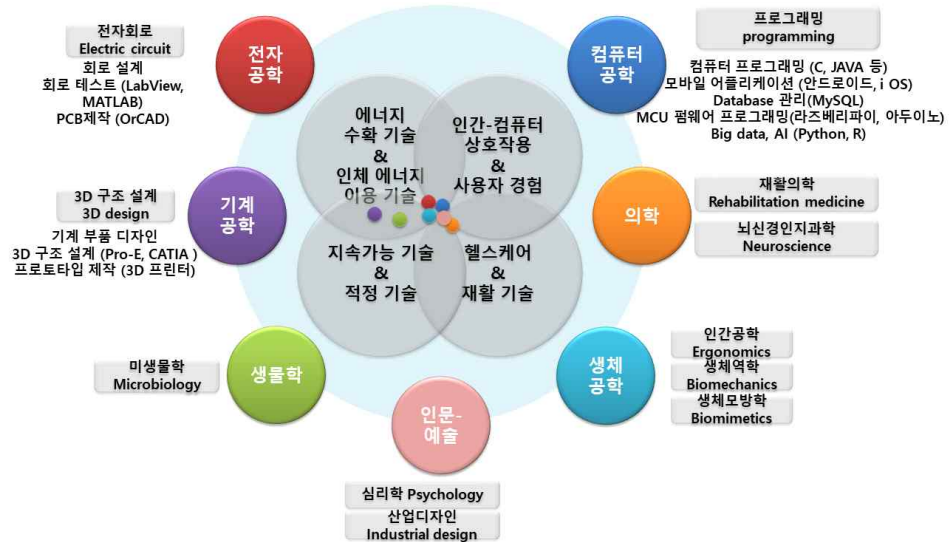 전자회로
Electric circuit
회로 설계
회로 테스트 (LabView,
MATLAB)
PCB제작 (OrCAD)
전자
공학
컴퓨터
공학
프로그래밍
programming
컴퓨터 프로그래밍 (C, JAVA 등)
모바일 어플리케이션 (안드로이드, i OS)
Database 관리(MySQL)
MCU 펌웨어 프로그래밍(라즈베리파이, 아두이노)
Big data, AI (Python, R)
에너지
수확 기술
&
인체 에너지
이용 기술
인간-컴퓨터
상호작용
&
사용자 경험
3D 구조 설계
3D design
기계 부품 디자인
3D 구조 설계 (Pro-E, CATIA )
프로토타입 제작 (3D 프린터)
기계
공학
의학
재활의학
Rehabilitation medicine
뇌신경인지과학
Neuroscience
지속가능 기술
&
적정 기술
헬스케어
&
재활 기술
미생물학
Microbiology
생물학
생체
공학
인간공학
Ergonomics
생체역학
Biomechanics
생체모방학
Biomimetics
인문-
예술
심리학 Psychology
산업디자인
Industrial design